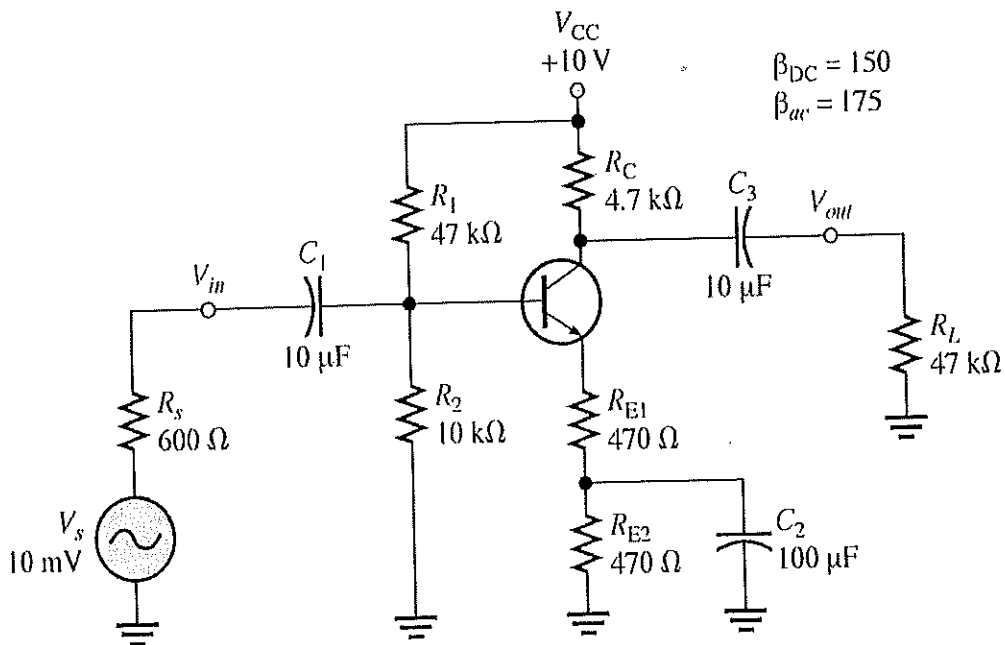 V_CC
+10 V
β_DC = 150
β_ac = 175
R_C
4.7 kΩ
R_1
47 kΩ
C_3
10 μF
V_out
C_1
10 μF
V_in
R_L
47 kΩ
R_s
600 Ω
R_2
10 kΩ
R_E1
470 Ω
V_s
10 mV
R_E2
470 Ω
C_2
100 μF